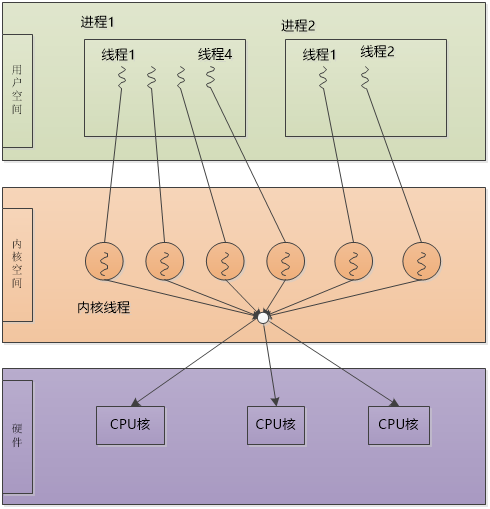 进程1
进程2
线程1
线程4
线程1
线程2
用户空间
内核空间
内核线程
硬件
CPU核
CPU核
CPU核